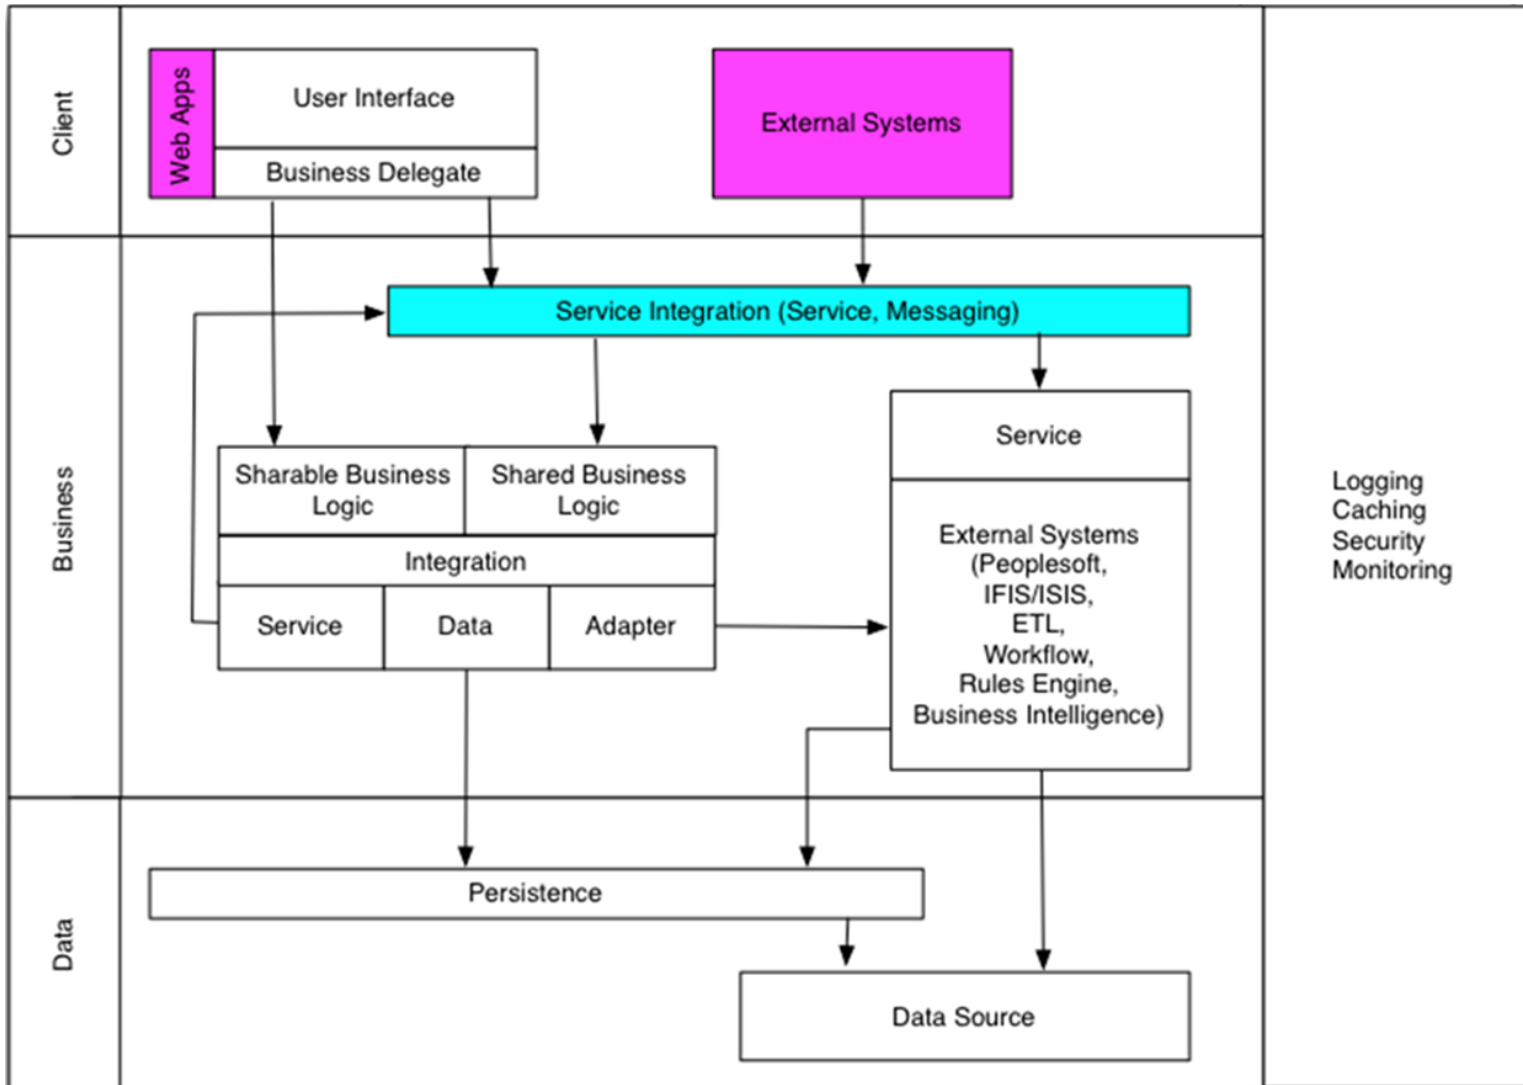 Client
Web Apps
User Interface
Business Delegate
External Systems
Business
Service Integration (Service, Messaging)
Sharable Business
Logic
Shared Business
Logic
Integration
Service
Data
Adapter
Service
External Systems
(Peoplesoft,
IFIS/ISIS,
ETL,
Workflow,
Rules Engine,
Business Intelligence)
Data
Persistence
Data Source
Logging
Caching
Security
Monitoring